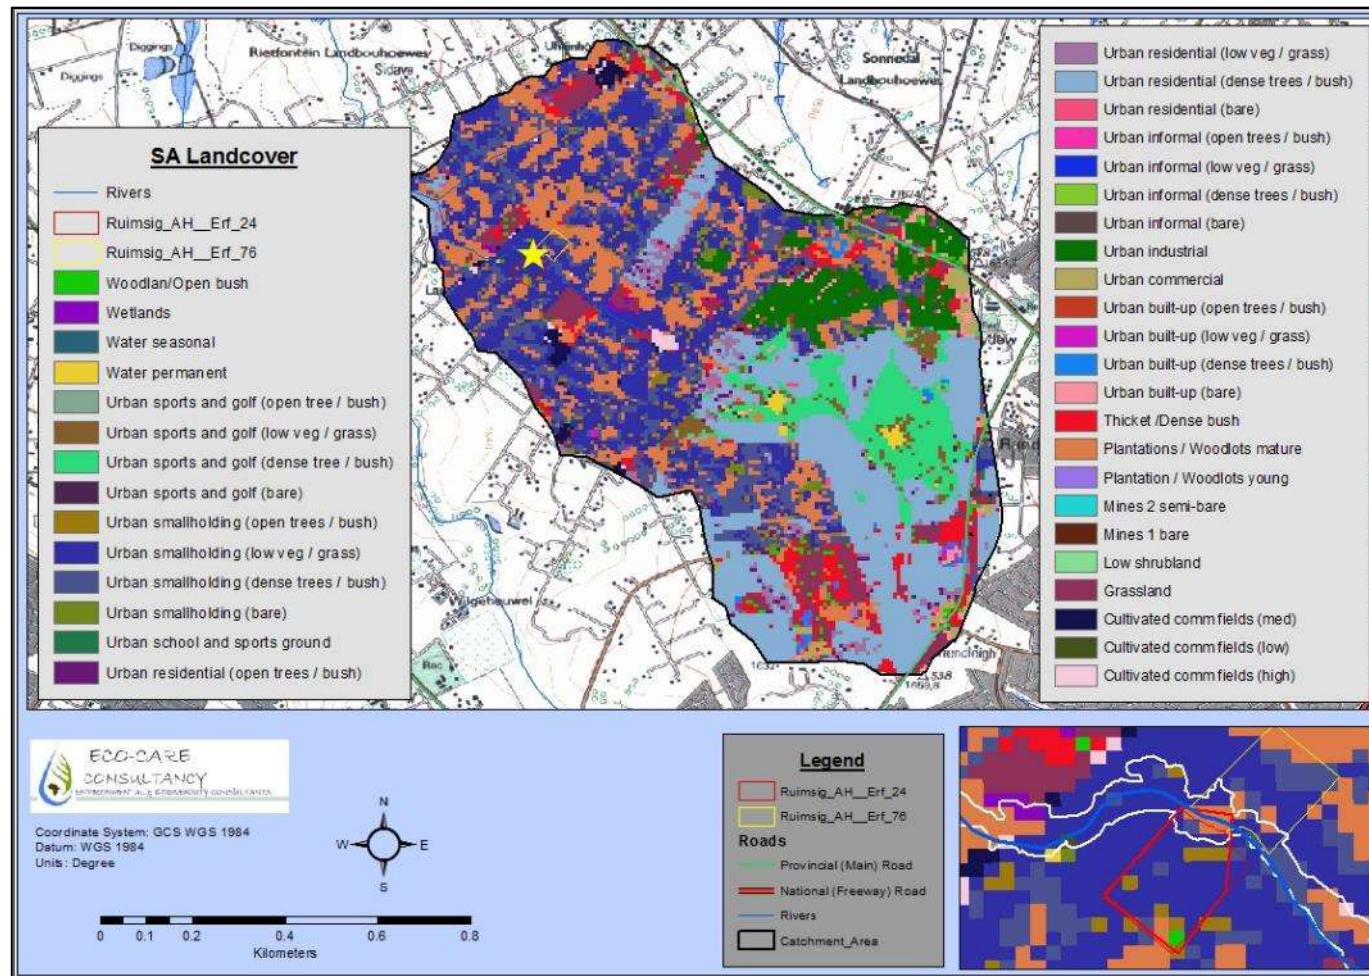 Diggings
Diggings
Rietfontein Landbouhoewes
Sonnedal
Landbouhoewes
Wilgeheuwel
Rec
SA Landcover
Rivers
Ruimsig_AH__Erf_24
Ruimsig_AH__Erf_76
Woodlan/Open bush
Wetlands
Water seasonal
Water permanent
Urban sports and golf (open tree / bush)
Urban sports and golf (low veg / grass)
Urban sports and golf (dense tree / bush)
Urban sports and golf (bare)
Urban smallholding (open trees / bush)
Urban smallholding (low veg / grass)
Urban smallholding (dense trees / bush)
Urban smallholding (bare)
Urban school and sports ground
Urban residential (open trees / bush)
Urban residential (low veg / grass)
Urban residential (dense trees / bush)
Urban residential (bare)
Urban informal (open trees / bush)
Urban informal (low veg / grass)
Urban informal (dense trees / bush)
Urban informal (bare)
Urban industrial
Urban commercial
Urban built-up (open trees / bush)
Urban built-up (low veg / grass)
Urban built-up (dense trees / bush)
Urban built-up (bare)
Thicket /Dense bush
Plantations / Woodlots mature
Plantation / Woodlots young
Mines 2 semi-bare
Mines 1 bare
Low shrubland
Grassland
Cultivated comm fields (med)
Cultivated comm fields (low)
Cultivated comm fields (high)
ECO-CARE
CONSULTANCY
ENVIRONMENTAL & BIODIVERSITY CONSULTANTS
Coordinate System: GCS WGS 1984
Datum: WGS 1984
Units: Degree
N
W
E
S
0 0.1 0.2 0.4 0.6 0.8
Kilometers
Legend
Ruimsig_AH__Erf_24
Ruimsig_AH__Erf_76
Roads
Provincial (Main) Road
National (Freeway) Road
Rivers
Catchment_Area